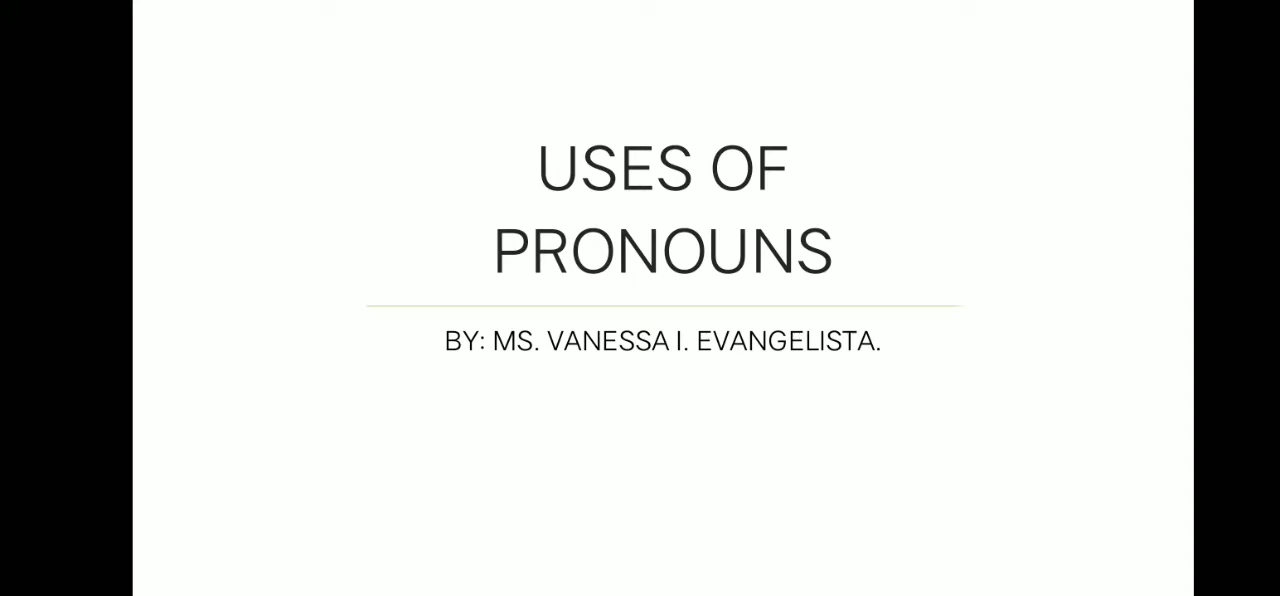 USES OF
PRONOUNS
BY: MS. VANESSA I. EVANGELISTA.